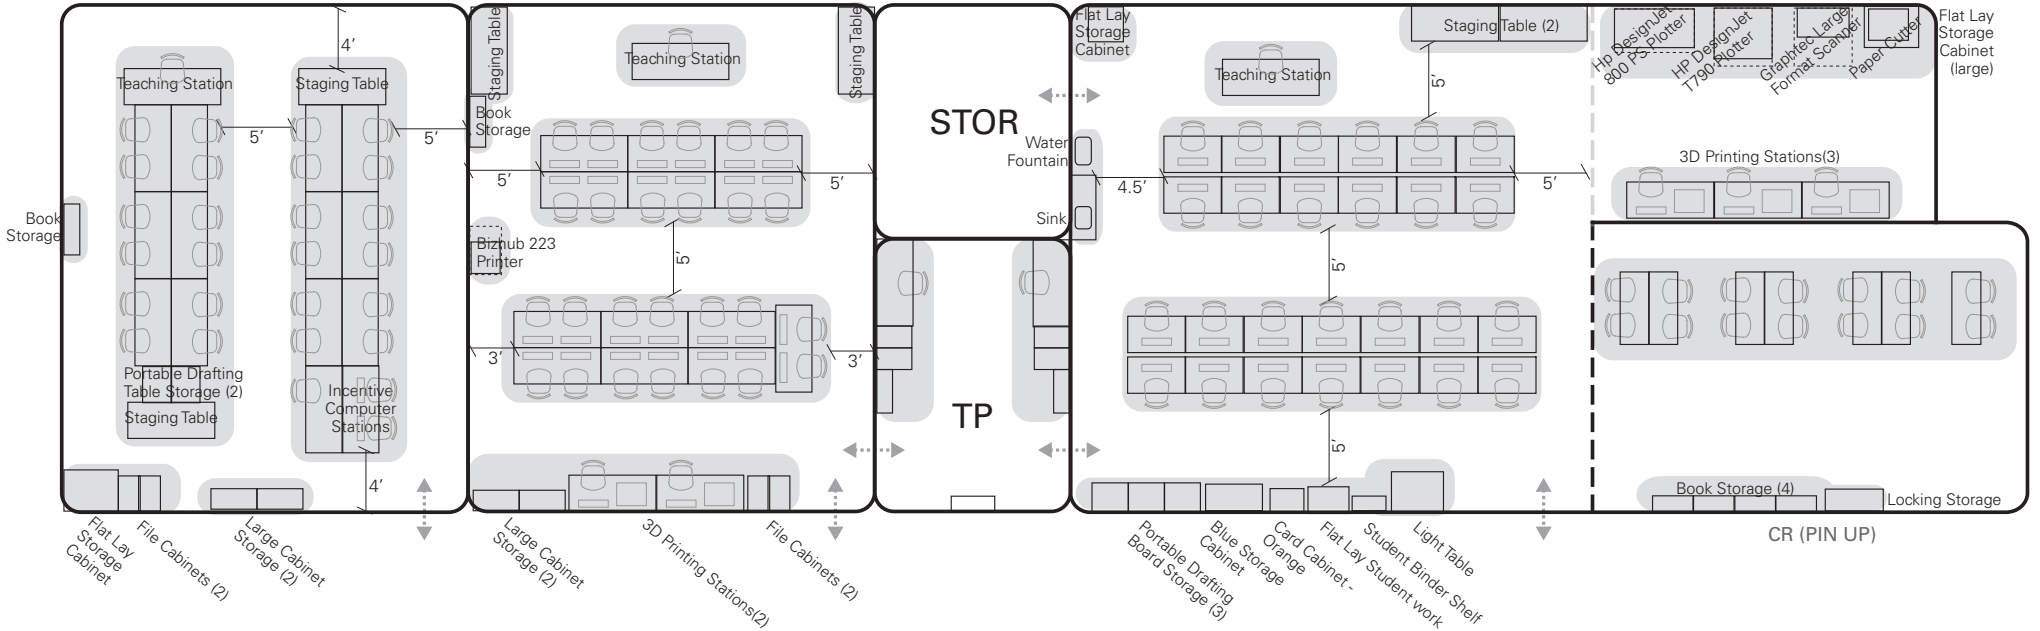 4’
Teaching Station
Staging Table
5’
5’
Book
Storage
Portable Drafting
Table Storage (2)
Staging Table
Incentive
Computer
Stations
4’
Flat Lay
Storage
Cabinet
File Cabinets (2)
Large Cabinet
Storage (2)
Staging Table
Teaching Station
Staging Table
Book
Storage
5’
5’
Bizhub 223
Printer
5’
3’
3’
Large Cabinet
Storage (2)
3D Printing Stations(2)
File Cabinets (2)
STOR
TP
Flat Lay
Storage
Cabinet
Teaching Station
Staging Table (2)
5’
Water
Fountain
4.5’
5’
Sink
5’
5’
Portable Drafting
Board Storage (3)
Blue Storage
Cabinet
Card Cabinet -
Orange
Flat Lay Student work
Student Binder Shelf
Light Table
Hp DesignJet
800 PS Plotter
HP DesignJet
T790 Plotter
Graphtec Large
Format Scanner
Paper Cutter
Flat Lay
Storage
Cabinet
(large)
3D Printing Stations(3)
Book Storage (4)
Locking Storage
CR (PIN UP)